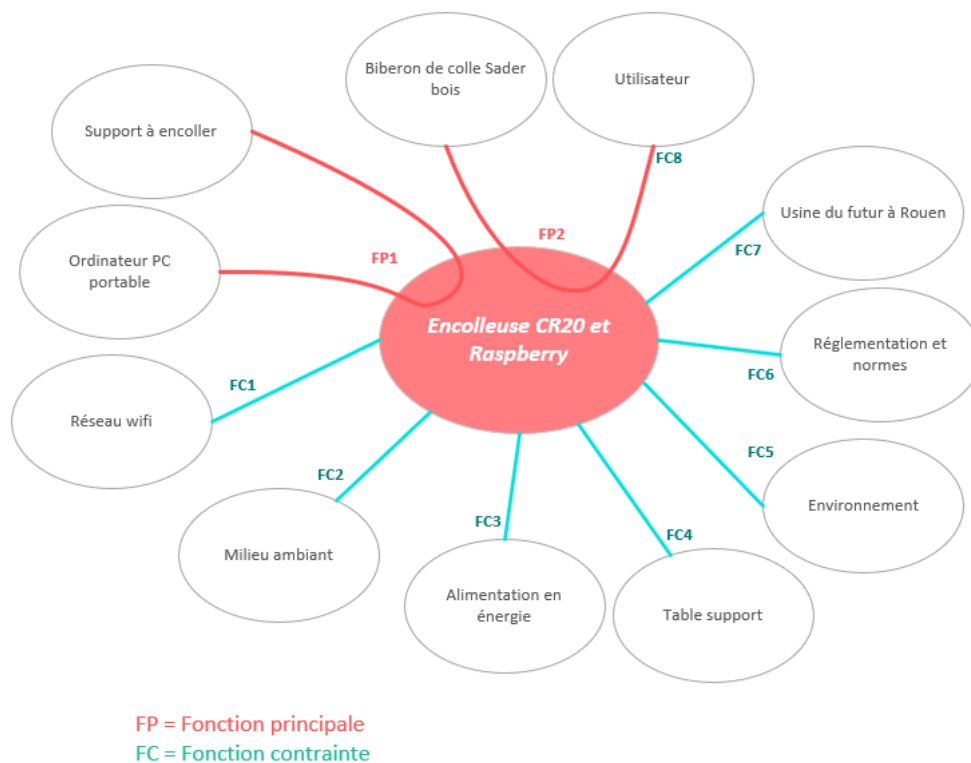 Biberon de colle Sader
bois
Utilisateur
Support à encoller
FC8
Usine du futur à Rouen
FP2
FC7
FP1
Ordinateur PC
portable
Encolleuse CR20 et
Raspberry
Réglementation et
normes
FC6
FC1
Réseau wifi
FC5
FC2
Environnement
FC3
FC4
Milieu ambiant
Alimentation en
énergie
Table support
FP = Fonction principale
FC = Fonction contrainte